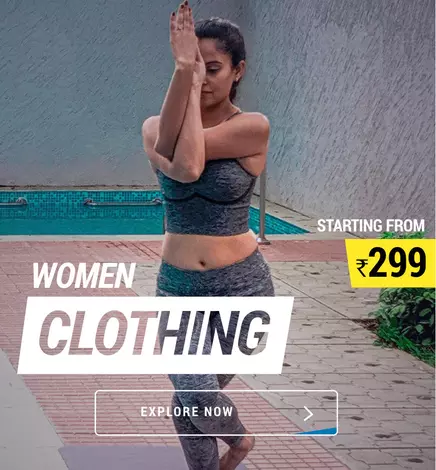 STARTING FROM
₹299
WOMEN
CLOTHING
EXPLORE NOW